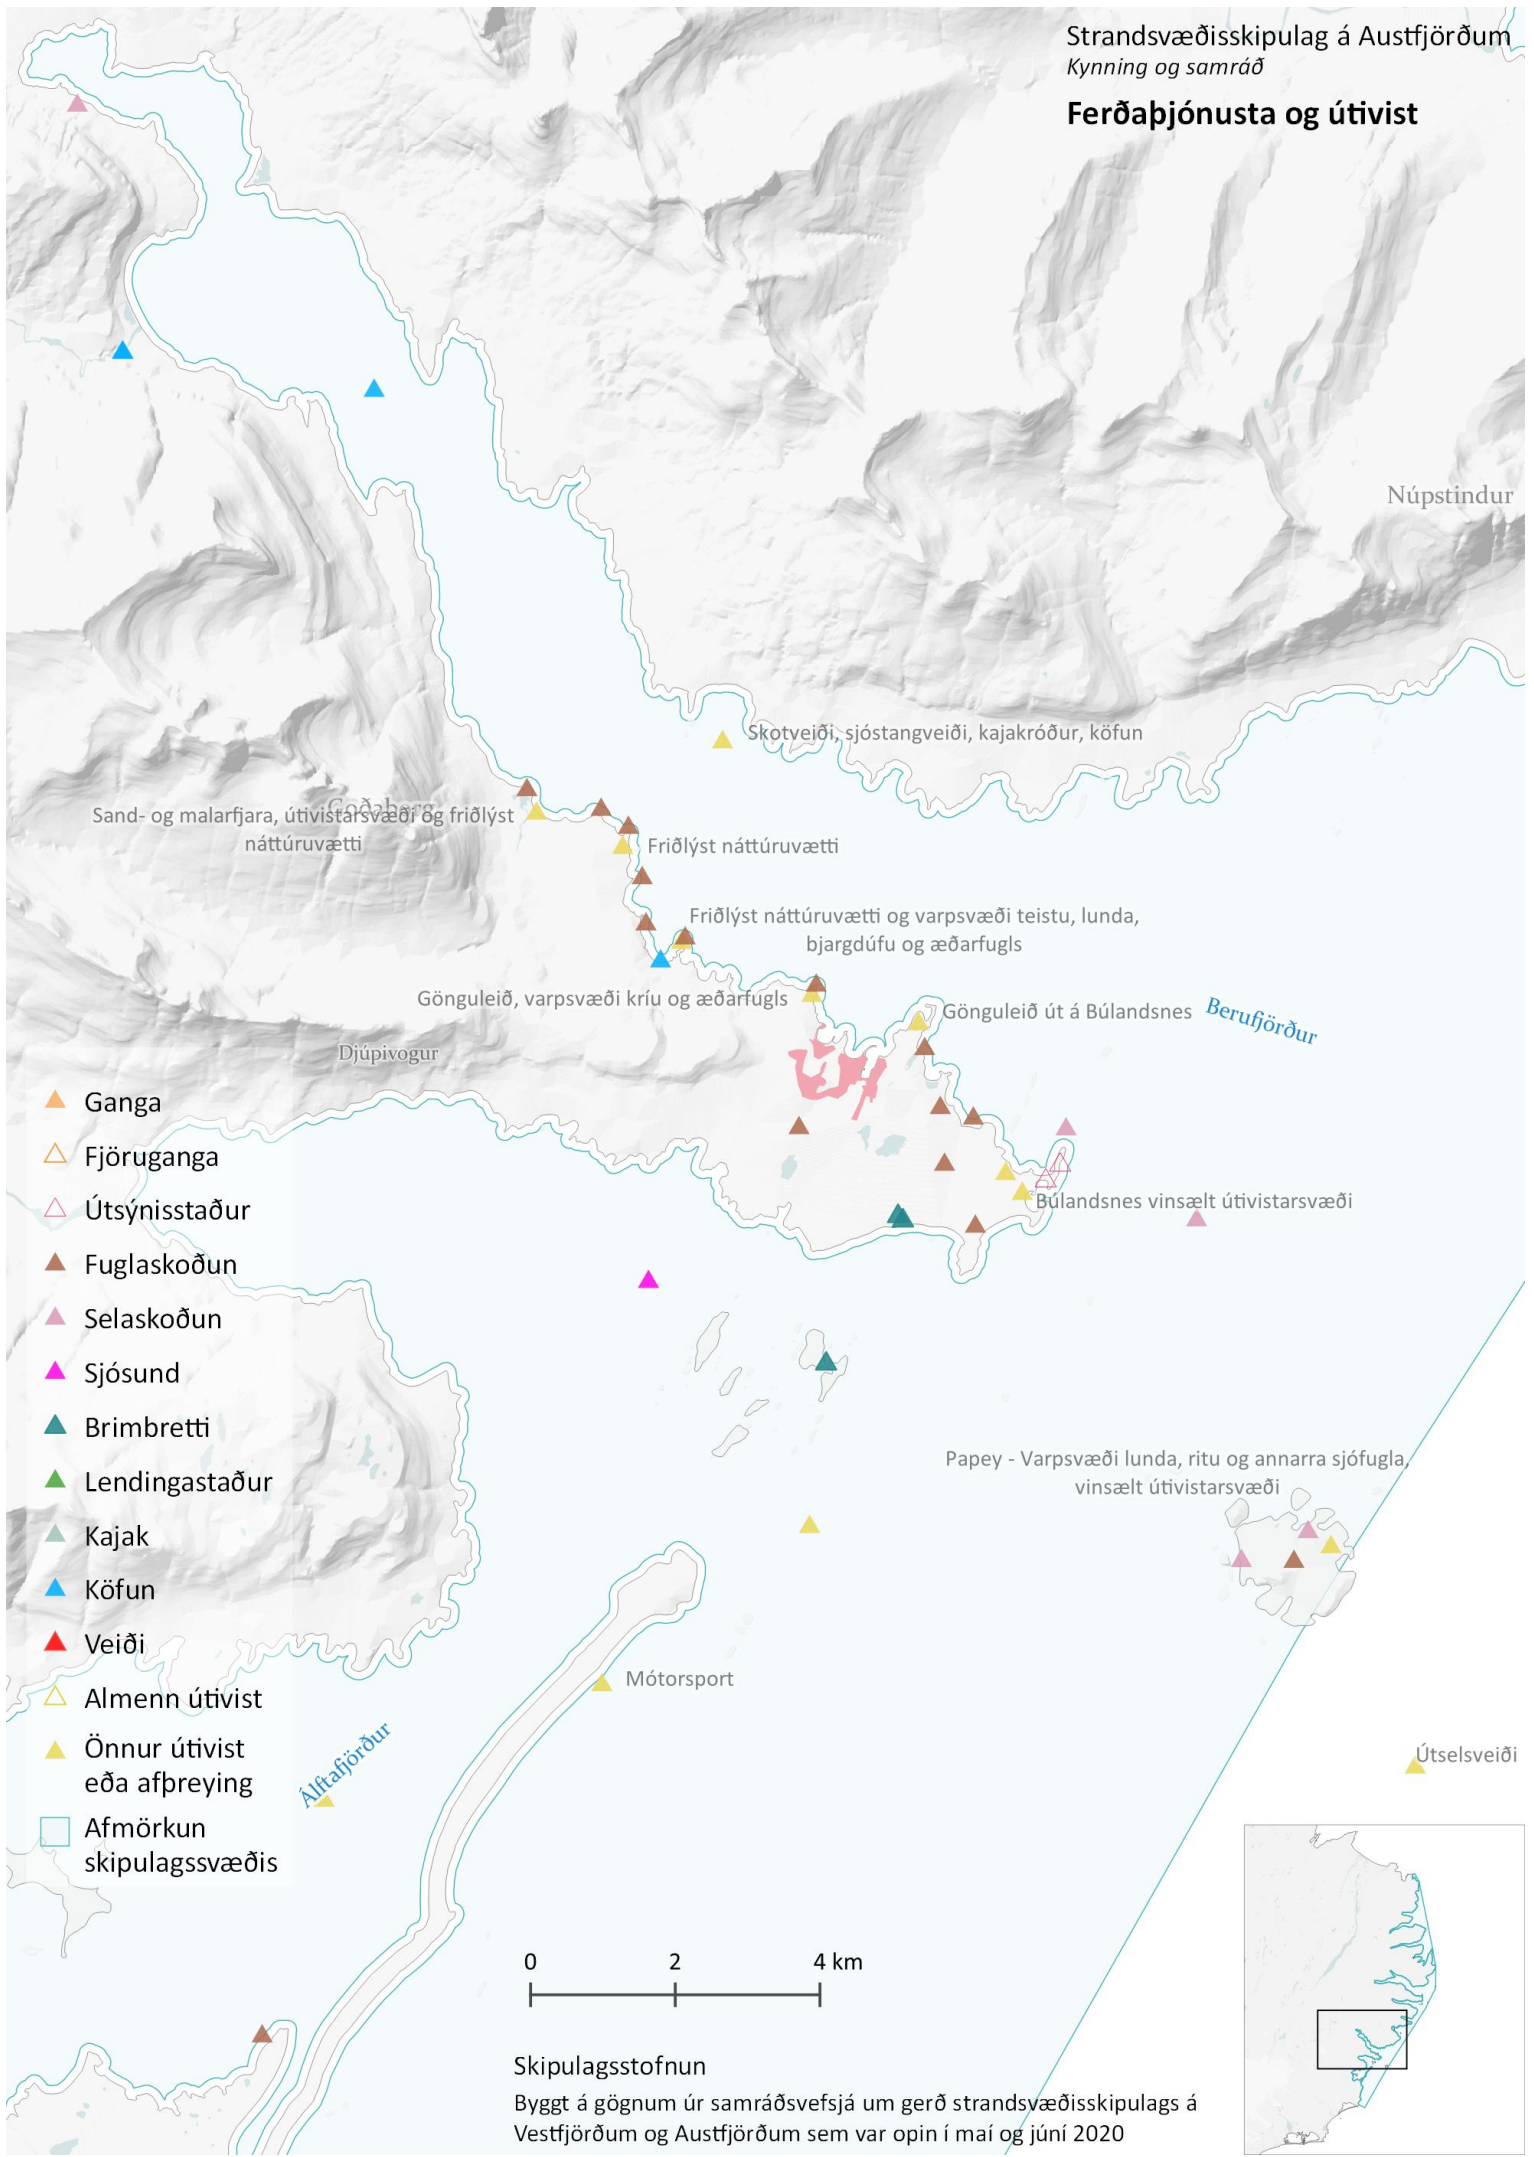 Strandsvæðisskipulag á Austfjörðum
Kynning og samráð
Ferðaþjónusta og útivist
Núpstindur
Skotveiði, sjóstangveiði, kajakróður, köfun
Goðaborg
Sand- og malarfjara, útivistarsvæði og friðlýst
náttúruvætti
Friðlýst náttúruvætti
Friðlýst náttúruvætti og varpsvæði teistu, lunda,
bjargdúfu og æðarfugls
Gönguleið, varpsvæði kríu og æðarfugls
Gönguleið út á Búlandsnes
Berufjörður
Djúpivogur
Búlandsnes vinsælt útivistarsvæði
Papey - Varpsvæði lunda, ritu og annarra sjófugla,
vinsælt útivistarsvæði
Mótorsport
Álftafjörður
Útselsveiði
Ganga
Fjöruganga
Útsýnisstaður
Fuglaskoðun
Selaskoðun
Sjósund
Brimbretti
Lendingastaður
Kajak
Köfun
Veiði
Almenn útivist
Önnur útivist
eða afþreying
Afmörkun
skipulagssvæðis
0 2 4 km
Skipulagsstofnun
Byggt á gögnum úr samráðsvefsjá um gerð strandsvæðisskipulags á
Vestfjörðum og Austfjörðum sem var opin í maí og júní 2020